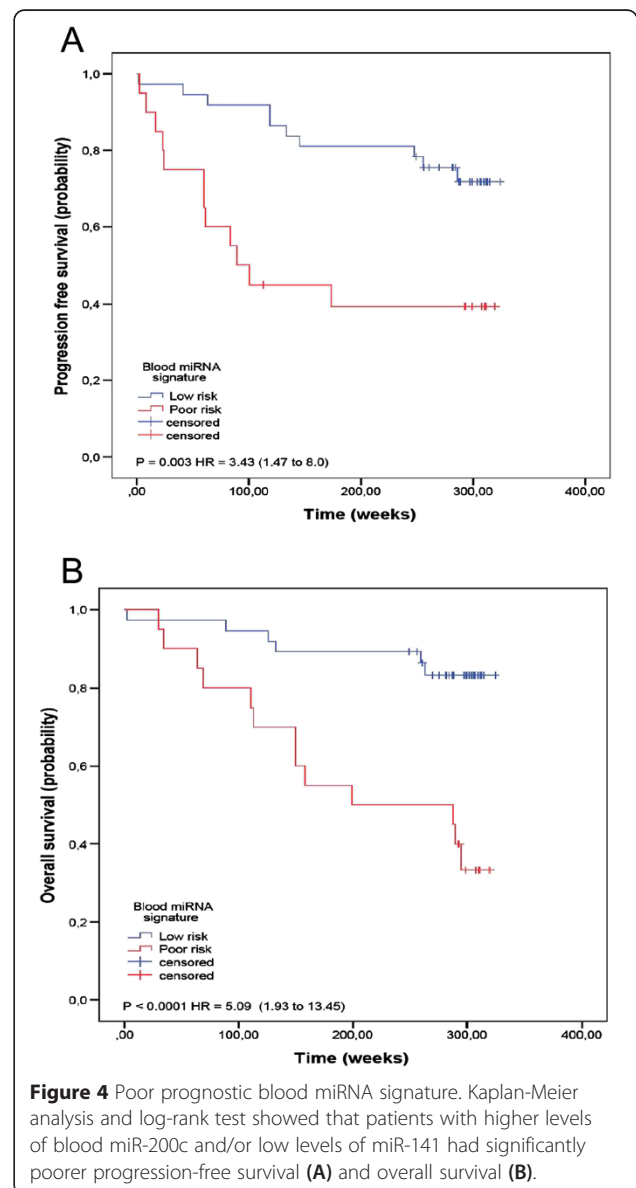 A
1,0
0,8
0,6
0,4
0,2
0,0
Progression free survival (probability)
Blood miRNA
signature
Low risk
Poor risk
censored
censored
P = 0.003 HR = 3.43 (1.47 to 8.0)
,00
100,00
200,00
300,00
400,00
Time (weeks)
B
1,0
0,8
0,6
0,4
0,2
0,0
Overall survival (probability)
Blood miRNA
signature
Low risk
Poor risk
censored
censored
P < 0.0001 HR = 5.09 (1.93 to 13.45)
,00
100,00
200,00
300,00
400,00
Time (weeks)
Figure 4 Poor prognostic blood miRNA signature. Kaplan-Meier
analysis and log-rank test showed that patients with higher levels
of blood miR-200c and/or low levels of miR-141 had significantly
poorer progression-free survival (A) and overall survival (B).